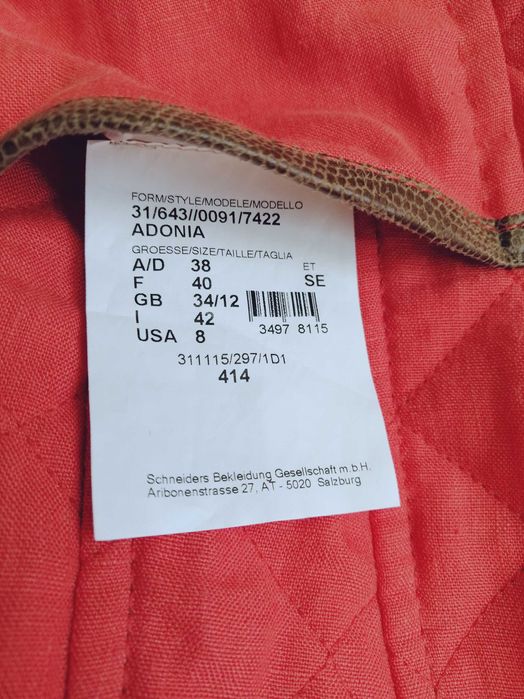 FORM/STYLE/MODELE/MODELLO
31/643//0091/7422
ADONIA
GROESSE/SIZE/TAILLE/TAGLIA
A/D 38 ET
F 40 SE
GB 34/12
I 42
USA 8
3497 8115
311115/297/1D1
414
Schneiders Bekleidung Gesellschaft m.b.H.
Aribonenstrasse 27, AT - 5020 Salzburg